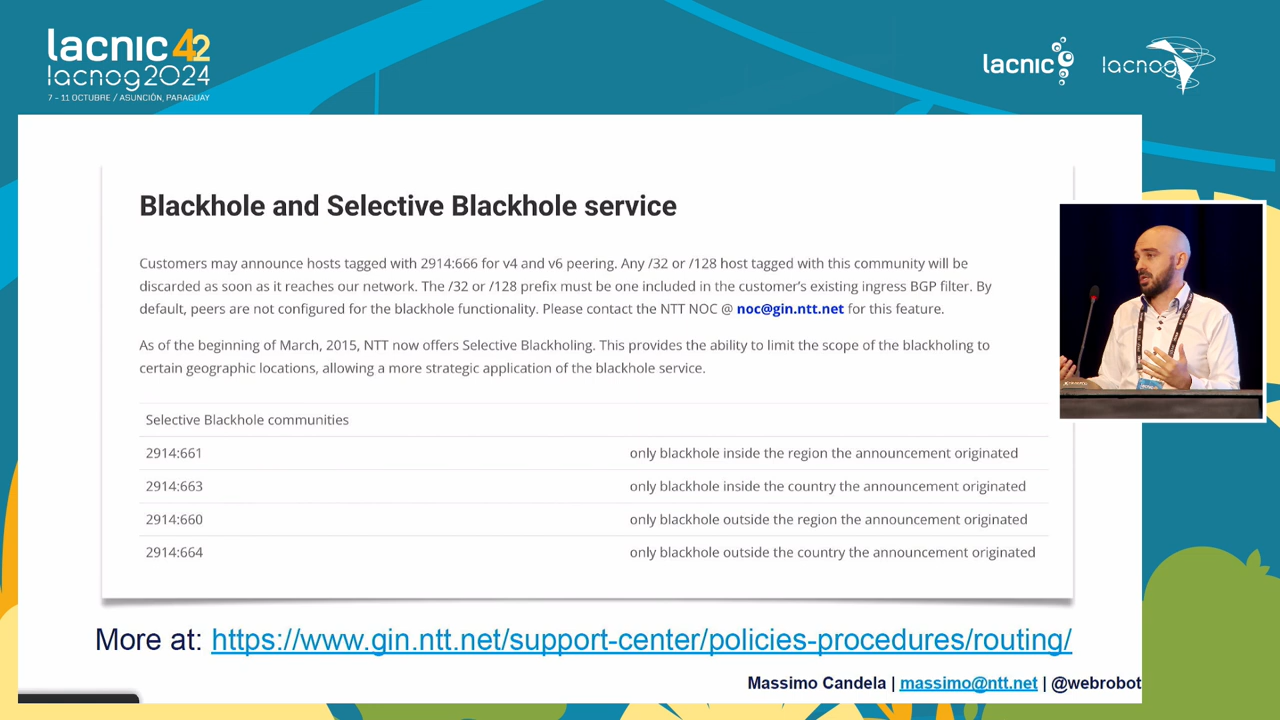 lacnic 42
lacnog 2024
7 - 11 OCTUBRE / ASUNCIÓN, PARAGUAY
lacnic
lacnog
Blackhole and Selective Blackhole service
Customers may announce hosts tagged with 2914:666 for v4 and v6 peering. Any /32 or /128 host tagged with this community will be
discarded as soon as it reaches our network. The /32 or /128 prefix must be one included in the customer's existing ingress BGP filter. By
default, peers are not configured for the blackhole functionality. Please contact the NTT NOC @ noc@gin.ntt.net for this feature.
As of the beginning of March, 2015, NTT now offers Selective Blackholing. This provides the ability to limit the scope of the blackholing to
certain geographic locations, allowing a more strategic application of the blackhole service.
Selective Blackhole communities
2914:661 only blackhole inside the region the announcement originated
2914:663 only blackhole inside the country the announcement originated
2914:660 only blackhole outside the region the announcement originated
2914:664 only blackhole outside the country the announcement originated
More at: https://www.gin.ntt.net/support-center/policies-procedures/routing/
Massimo Candela | massimo@ntt.net | @webrobot